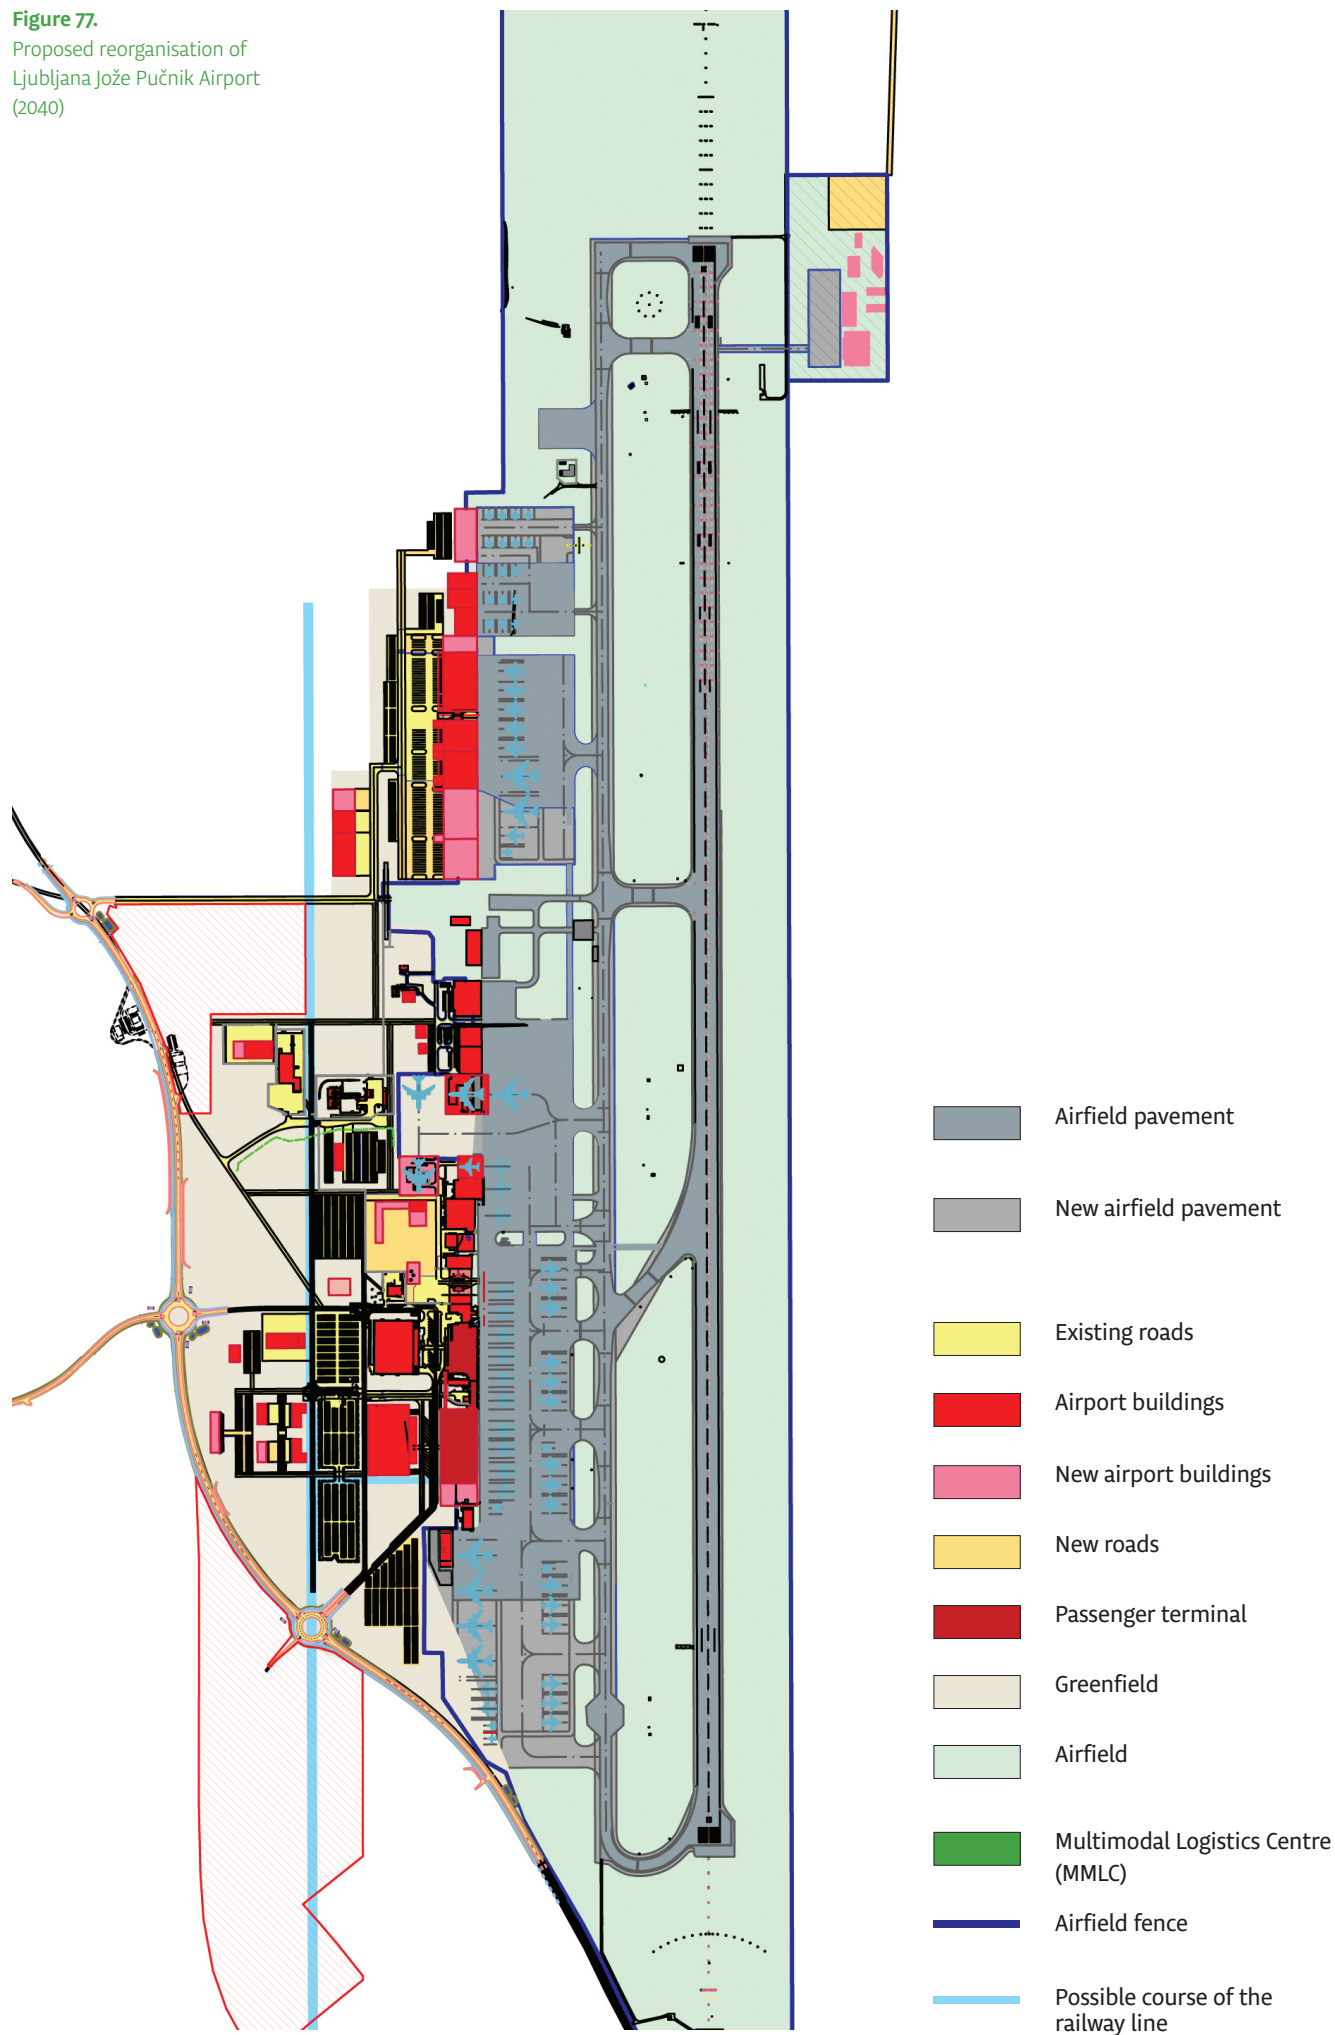 Figure 77.
Proposed reorganisation of
Ljubljana Jože Pučnik Airport
(2040)
Airfield pavement
New airfield pavement
Existing roads
Airport buildings
New airport buildings
New roads
Passenger terminal
Greenfield
Airfield
Multimodal Logistics Centre
(MMLC)
Airfield fence
Possible course of the
railway line